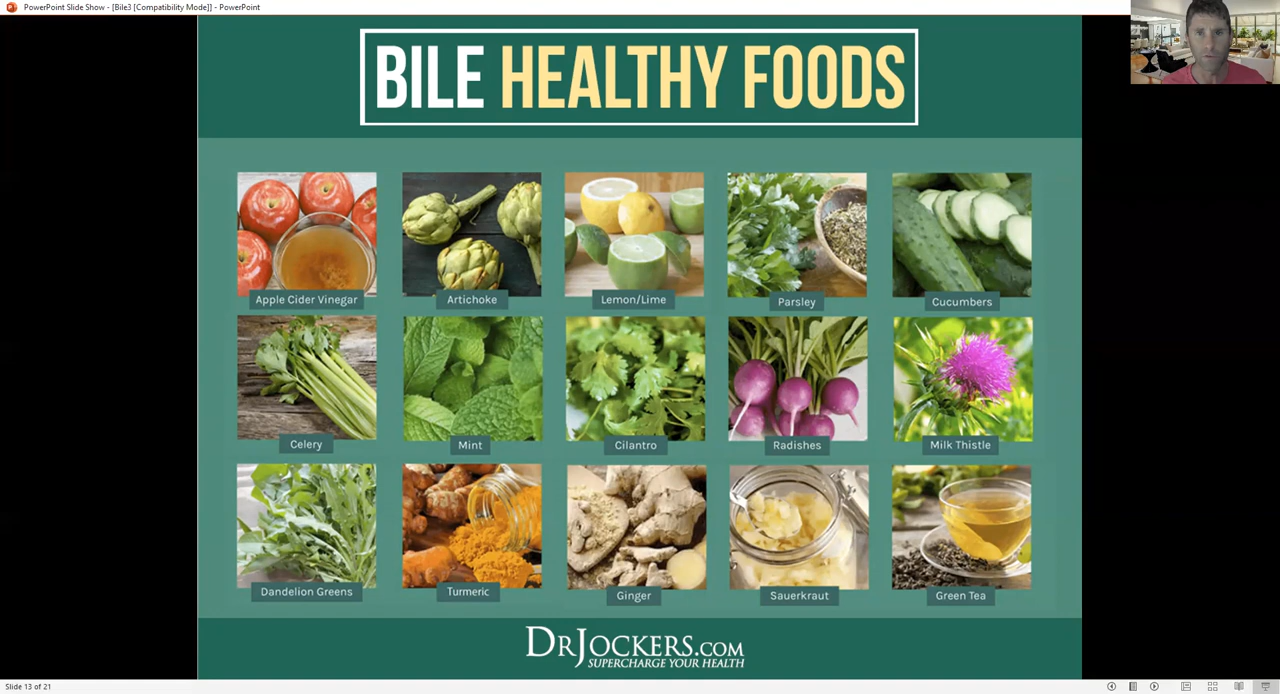 PowerPoint Slide Show - [Bile3 [Compatibility Mode]] - PowerPoint
BILE HEALTHY FOODS
Apple Cider Vinegar
Artichoke
Lemon/Lime
Parsley
Cucumbers
Celery
Mint
Cilantro
Radishes
Milk Thistle
Dandelion Greens
Turmeric
Ginger
Sauerkraut
Green Tea
DRJOCKERS.COM
SUPERCHARGE YOUR HEALTH
Slide 13 of 21